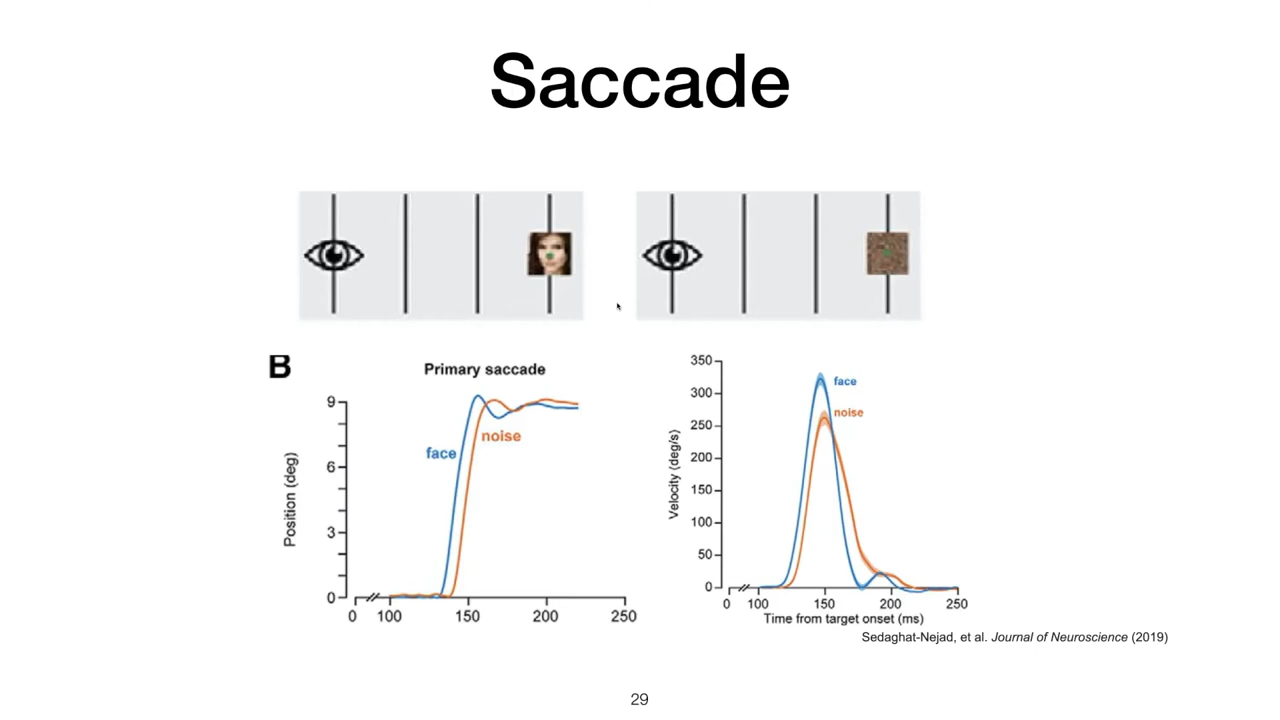 Saccade
B
Primary saccade
9
6
3
0
Position (deg)
face
noise
0 100 150 200 250
350
300
250
200
150
100
50
0
Velocity (deg/s)
face
noise
0 100 150 200 250
Time from target onset (ms)
Sedaghat-Nejad, et al. Journal of Neuroscience (2019)
29